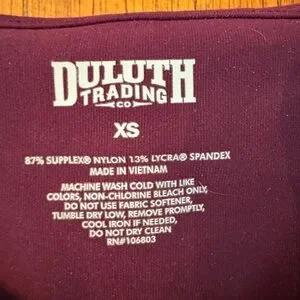 DULUTH
TRADING
CO
XS
87% SUPLEX® NYLON 13% LYCRA® SPANDEX
MADE IN VIETNAM
MACHINE WASH COLD WITH LIKE
COLORS, NON-CHLORINE BLEACH ONLY,
DO NOT USE FABRIC SOFTENER,
TUMBLE DRY LOW, REMOVE PROMPTLY,
COOL IRON IF NEEDED,
DO NOT DRY CLEAN
RN#106803